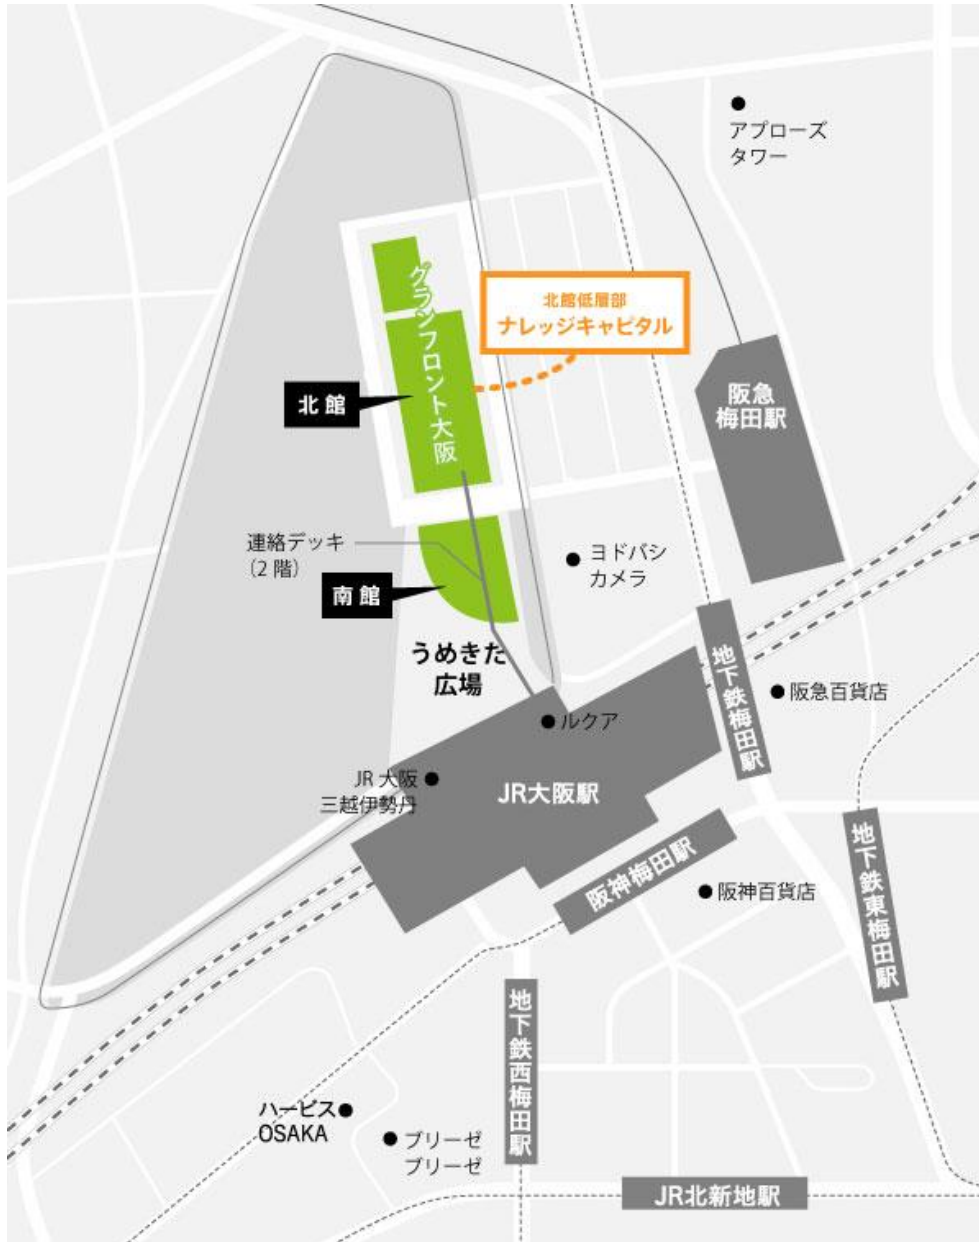 アプローズ
タワー
北館低層部
ナレッジキャピタル
グランフロント大阪
北館
阪急
梅田駅
連絡デッキ
（2 階）
ヨドバシ
カメラ
南館
うめきた
広場
地下鉄梅田駅
阪急百貨店
ルクア
JR 大阪
三越伊勢丹
JR大阪駅
阪神梅田駅
阪神百貨店
地下鉄東梅田駅
地下鉄西梅田駅
ハービス
OSAKA
ブリーゼ
ブリーゼ
JR北新地駅